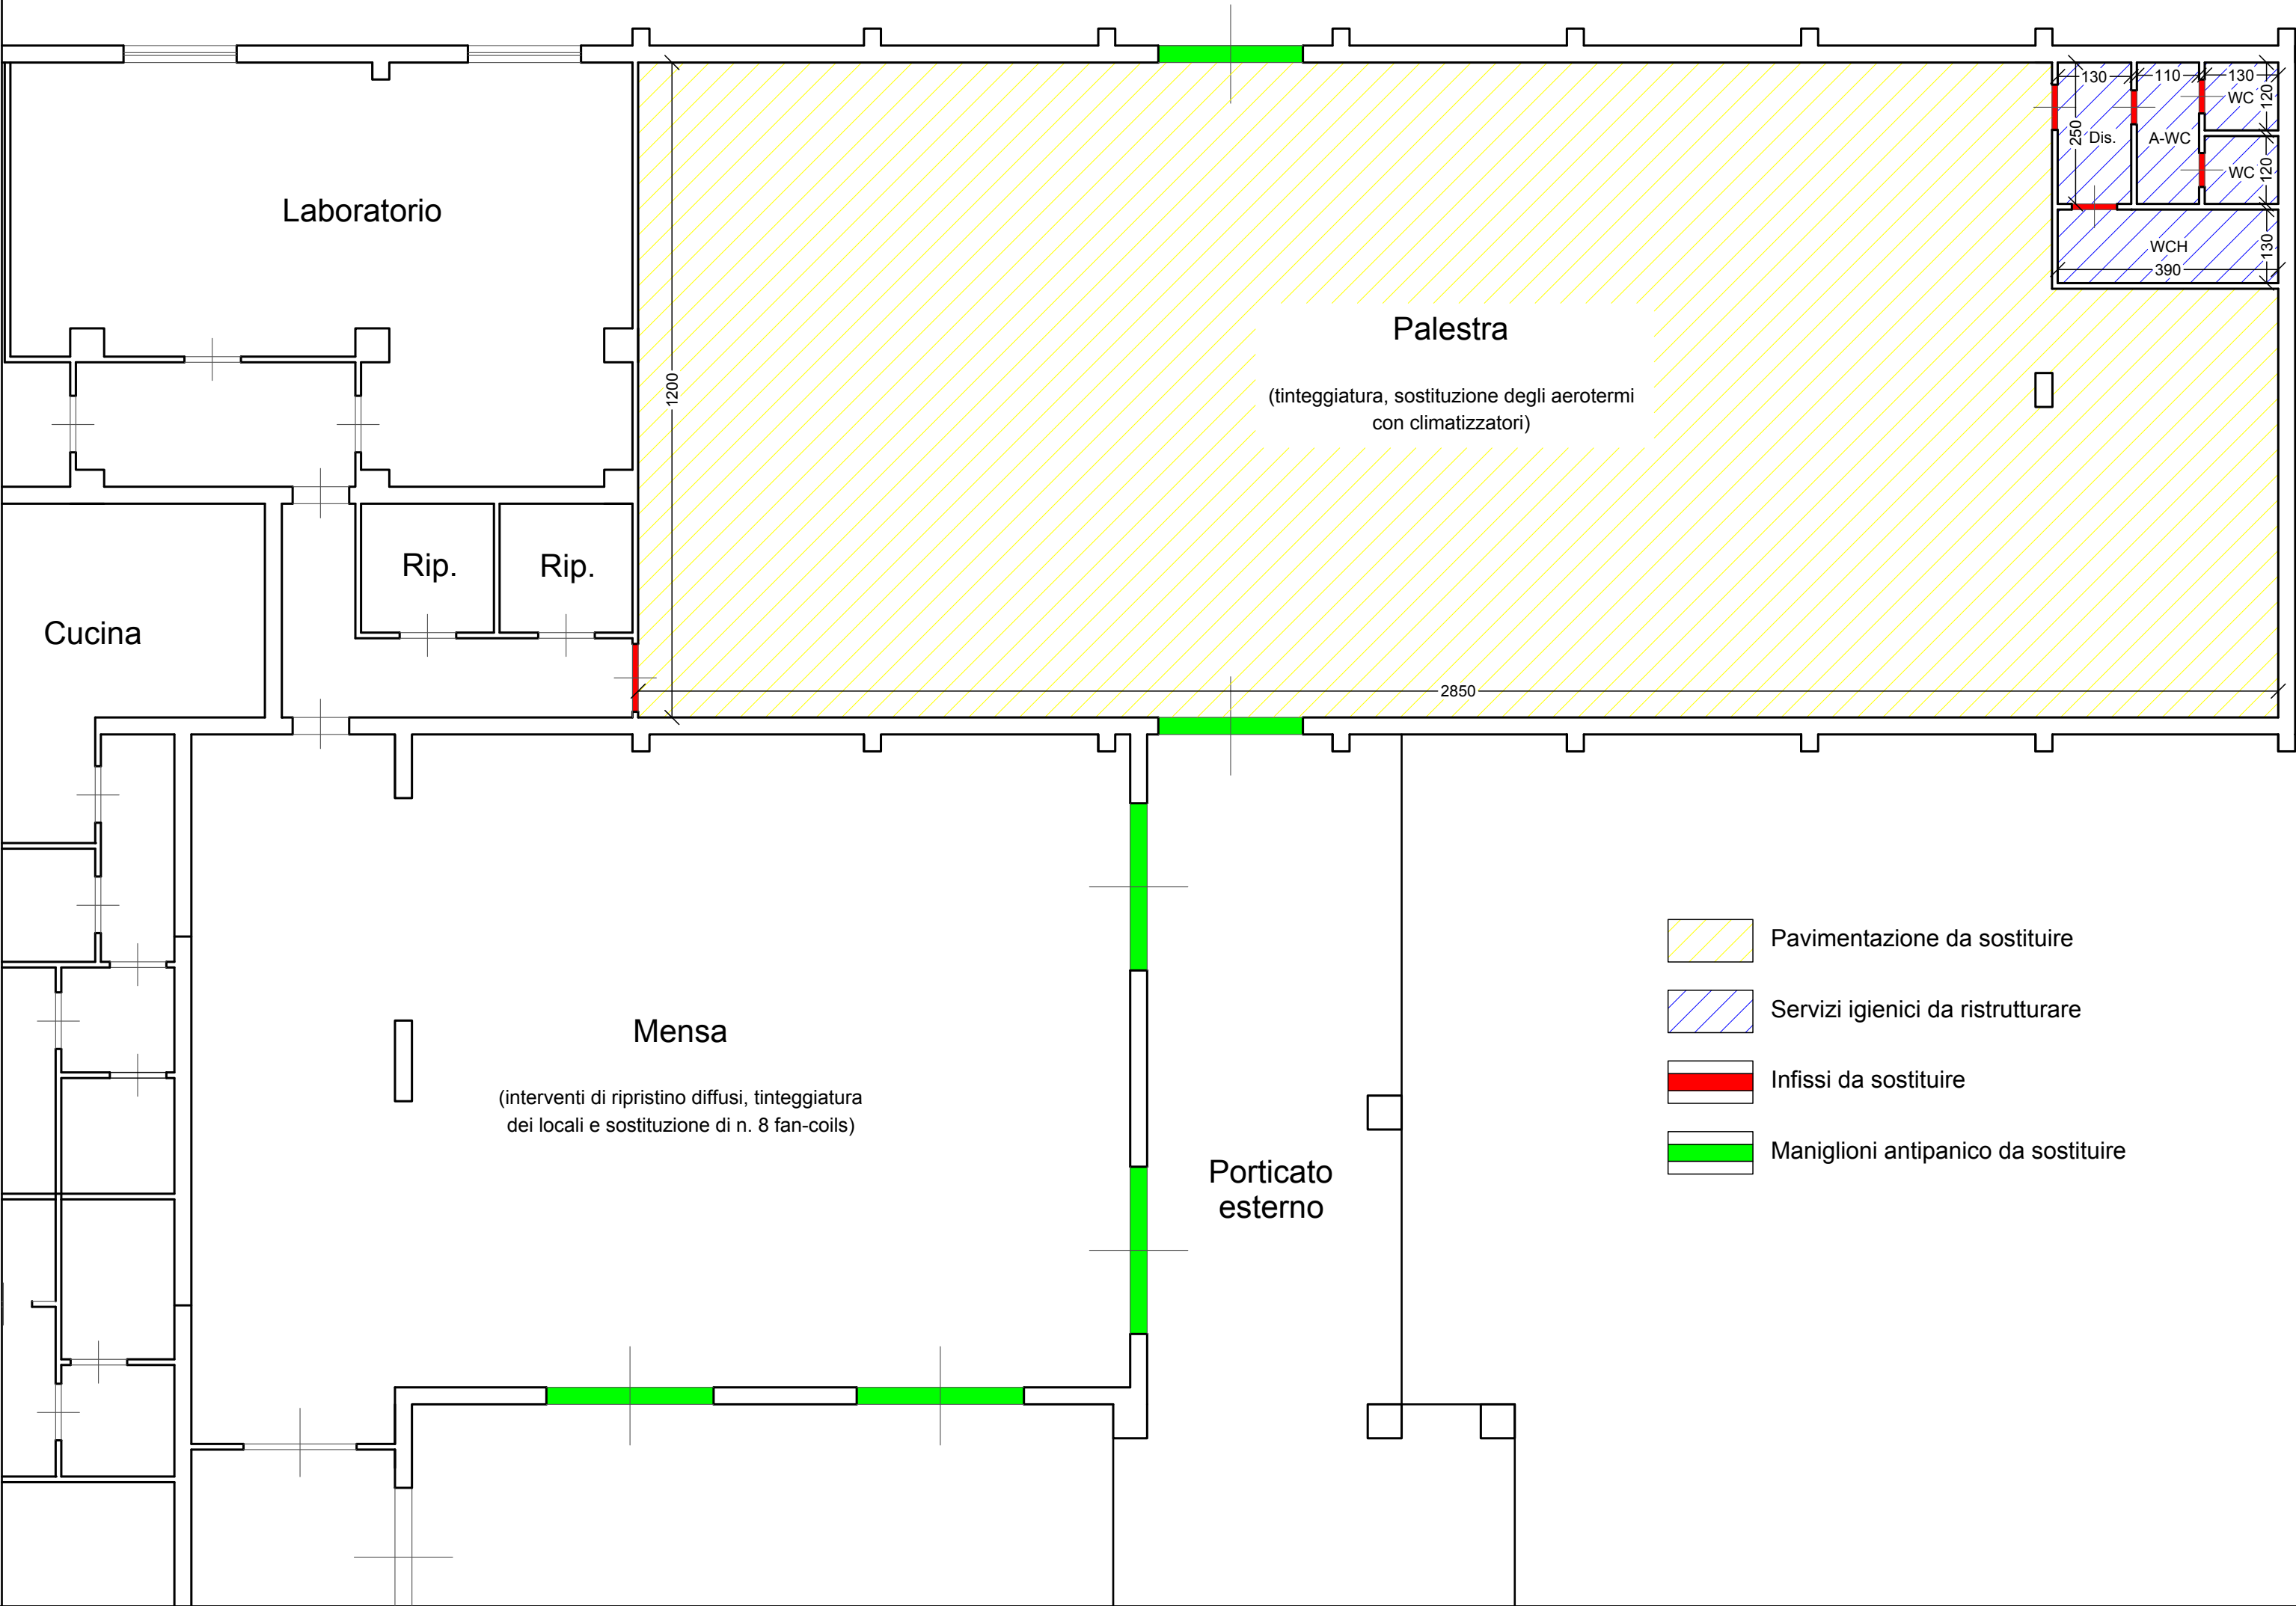 130
110
130
WC
120
250
Dis.
A-WC
WC
120
WCH
130
390
Laboratorio
Palestra
(tinteggiatura, sostituzione degli aerotermi
con climatizzatori)
1200
Rip.
Rip.
Cucina
2850
Mensa
(interventi di ripristino diffusi, tinteggiatura
dei locali e sostituzione di n. 8 fan-coils)
Porticato
esterno
Pavimentazione da sostituire
Servizi igienici da ristrutturare
Infissi da sostituire
Maniglioni antipanico da sostituire